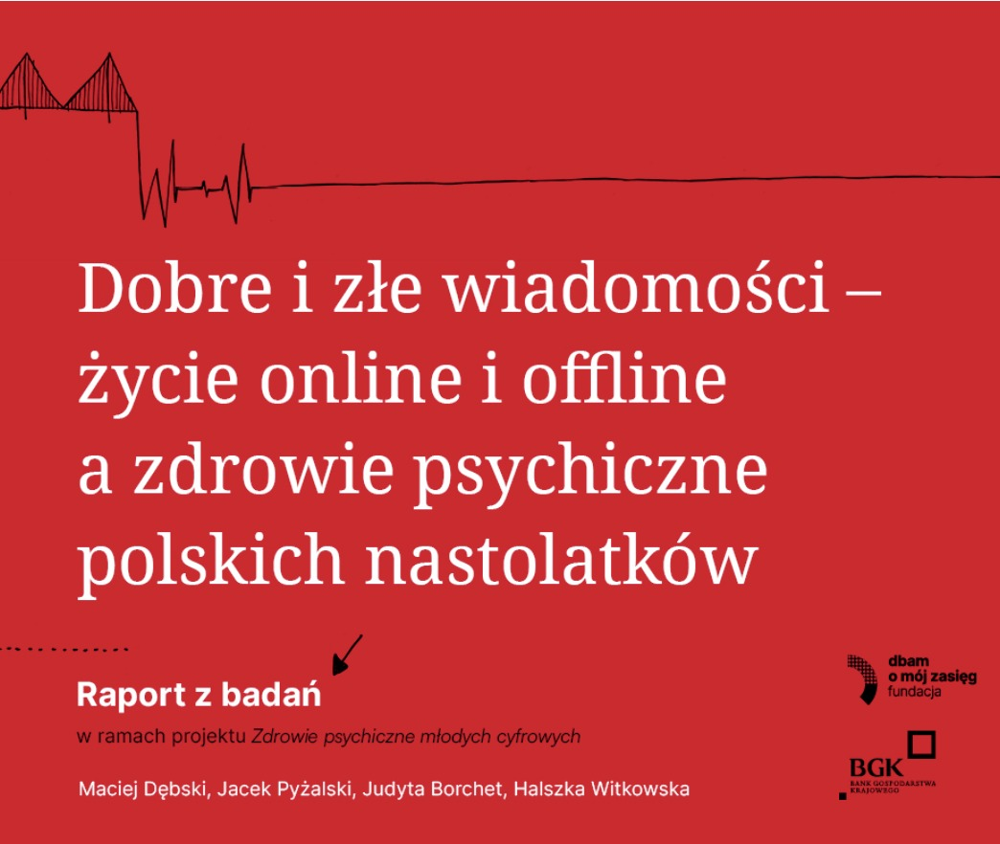 Dobre i złe wiadomości –
życie online i offline
a zdrowie psychiczne
polskich nastolatków
Raport z badań
w ramach projektu Zdrowie psychiczne młodych cyfrowych
Maciej Dębski, Jacek Pyżalski, Judyta Borchet, Halszka Witkowska
dbam
o mój zasięg
fundacja
BGK
BANK GOSPODARSTWA
KRAJOWEGO